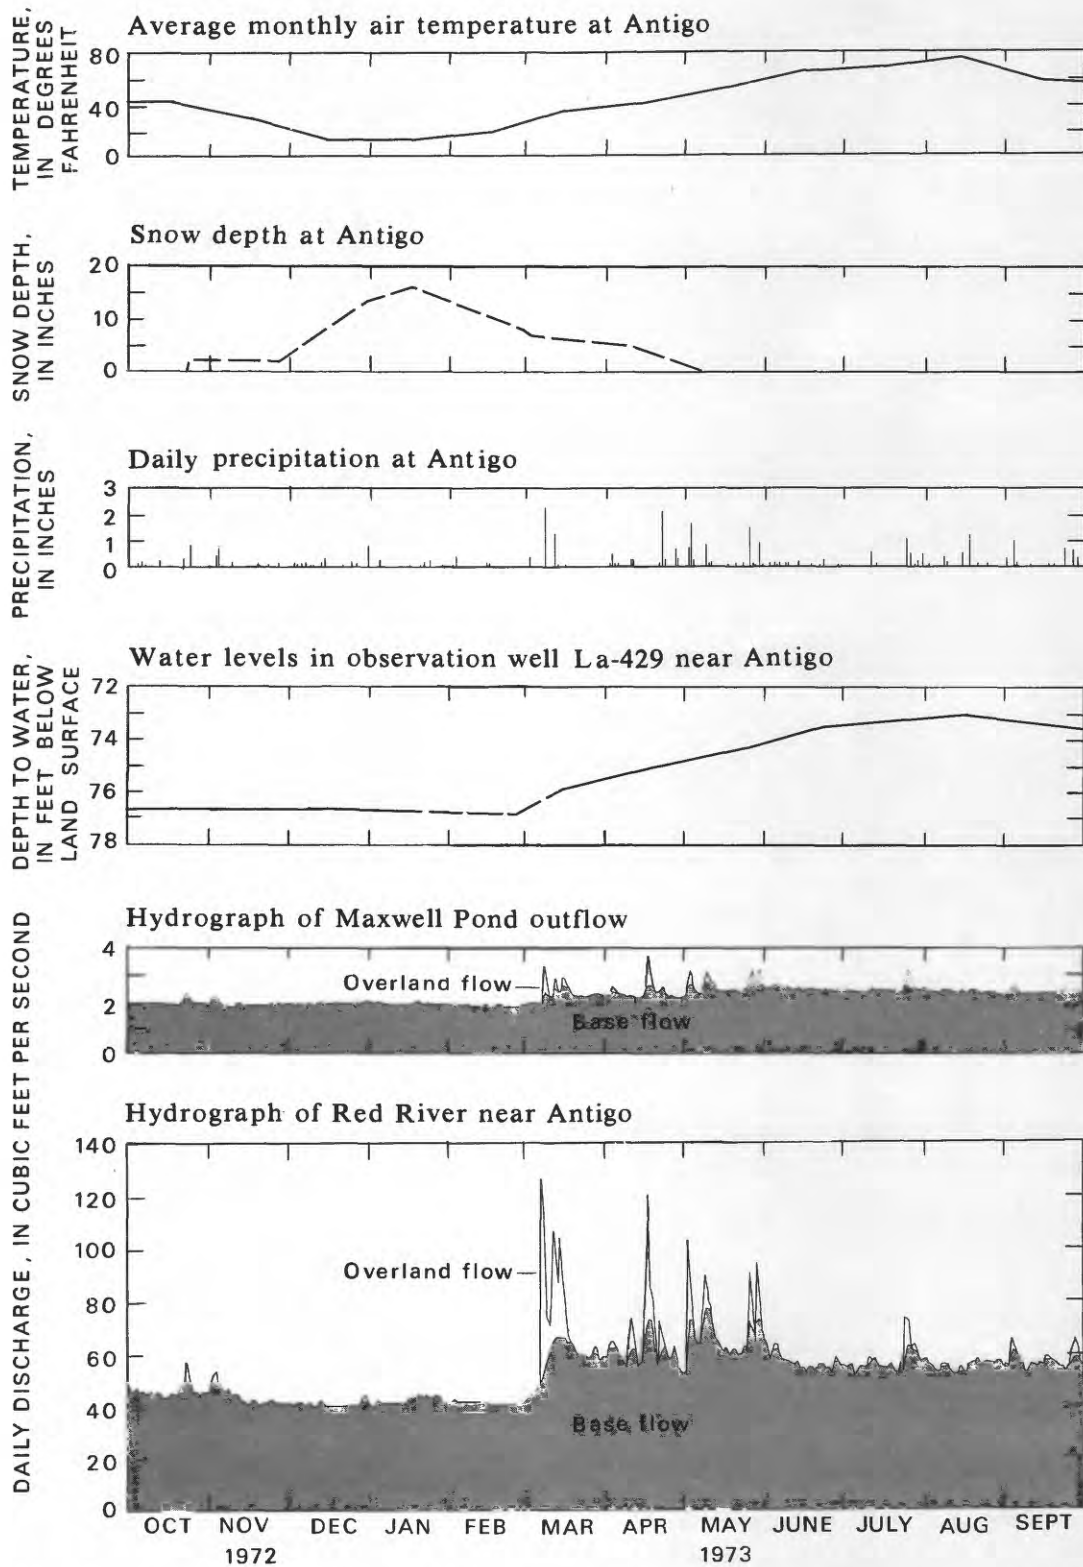 TEMPERATURE,
IN DEGREES
FAHRENHEIT
Average monthly air temperature at Antigo
80
40
0
SNOW DEPTH,
IN INCHES
Snow depth at Antigo
20
10
0
PRECIPITATION,
IN INCHES
Daily precipitation at Antigo
3
2
1
0
DEPTH TO WATER,
IN FEET BELOW
LAND SURFACE
Water levels in observation well La-429 near Antigo
72
74
76
78
DAILY DISCHARGE, IN CUBIC FEET PER SECOND
Hydrograph of Maxwell Pond outflow
4
2
0
Overland flow
Base flow
Hydrograph of Red River near Antigo
140
120
100
80
60
40
20
0
Overland flow
Base flow
OCT NOV DEC JAN FEB MAR APR MAY JUNE JULY AUG SEPT
1972 1973